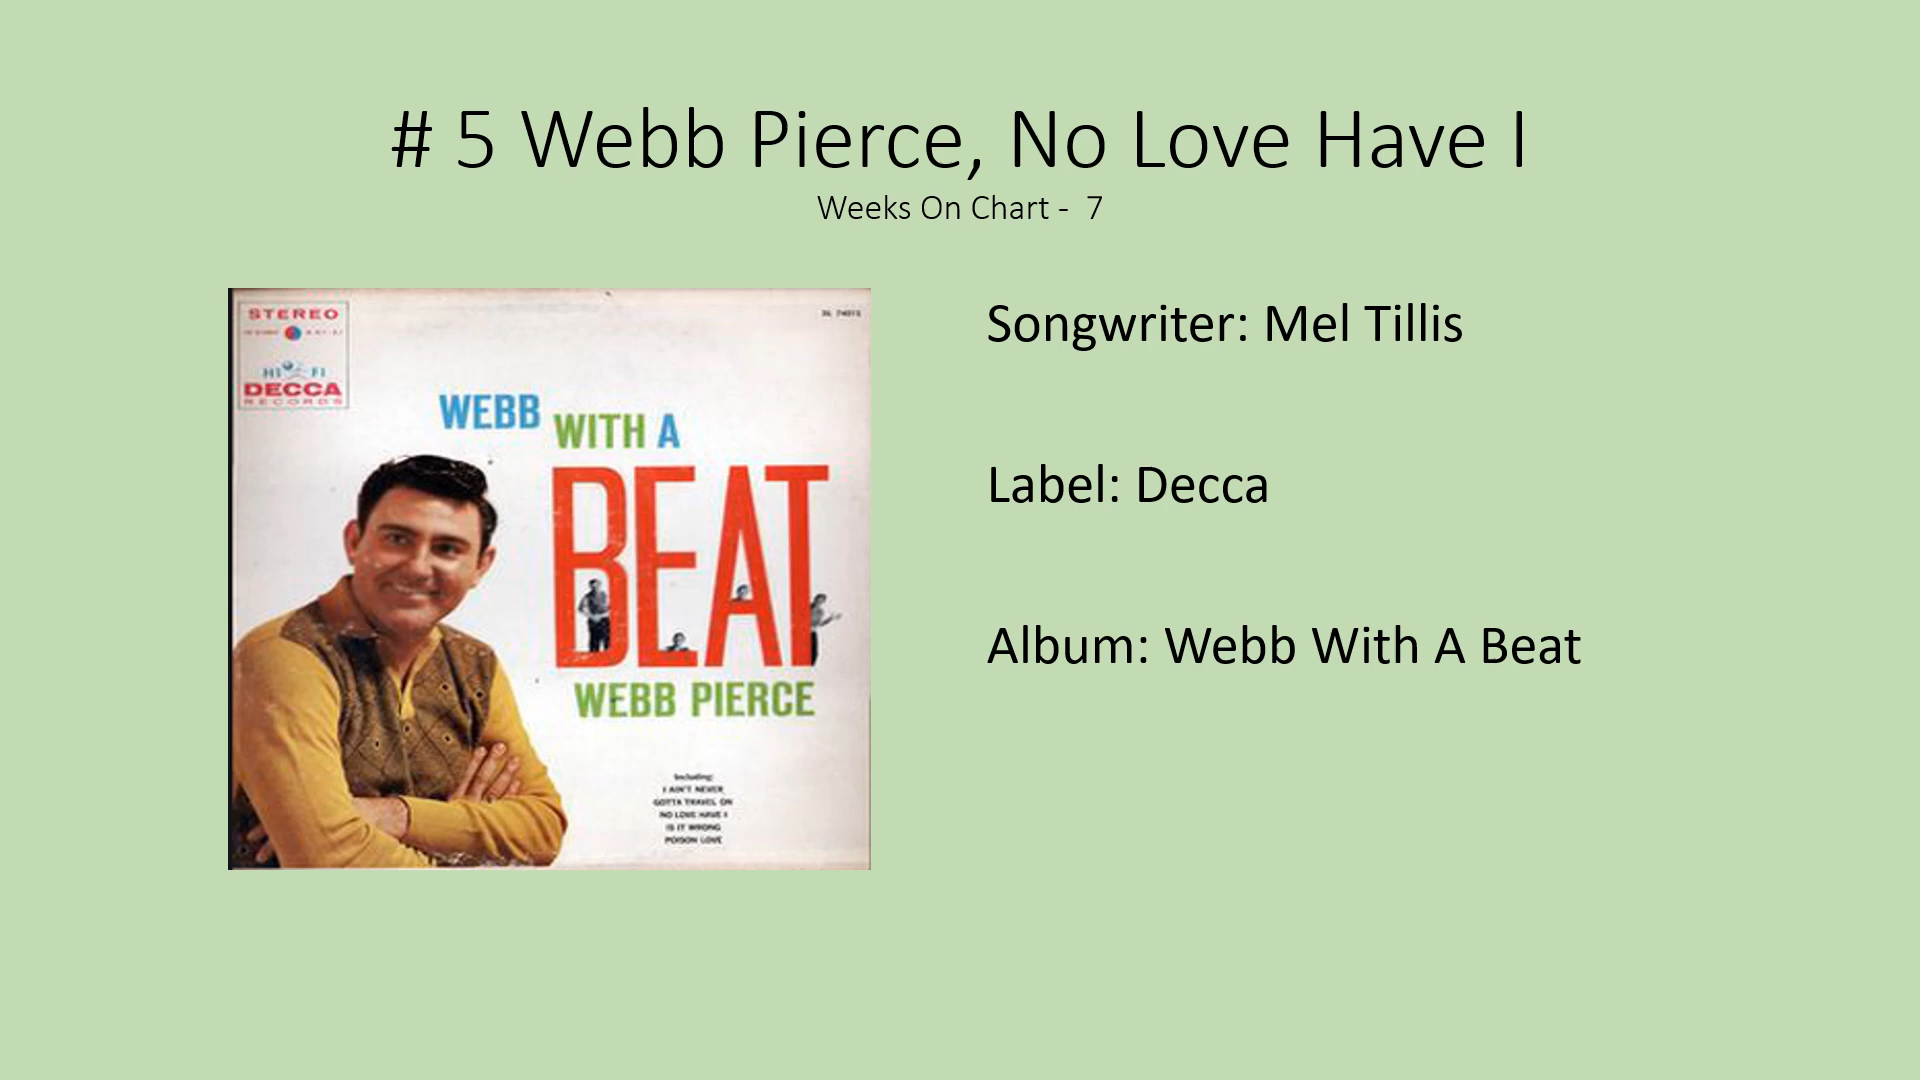 # 5 Webb Pierce, No Love Have I
Weeks On Chart -  7
STEREO
HI FI
DECCA
RECORDS
WEBB WITH A
BEAT
WEBB PIERCE
Including:
I AIN'T NEVER
GOTTA TRAVEL ON
NO LOVE HAVE I
IS IT WRONG
POISON LOVE
Songwriter: Mel Tillis
Label: Decca
Album: Webb With A Beat